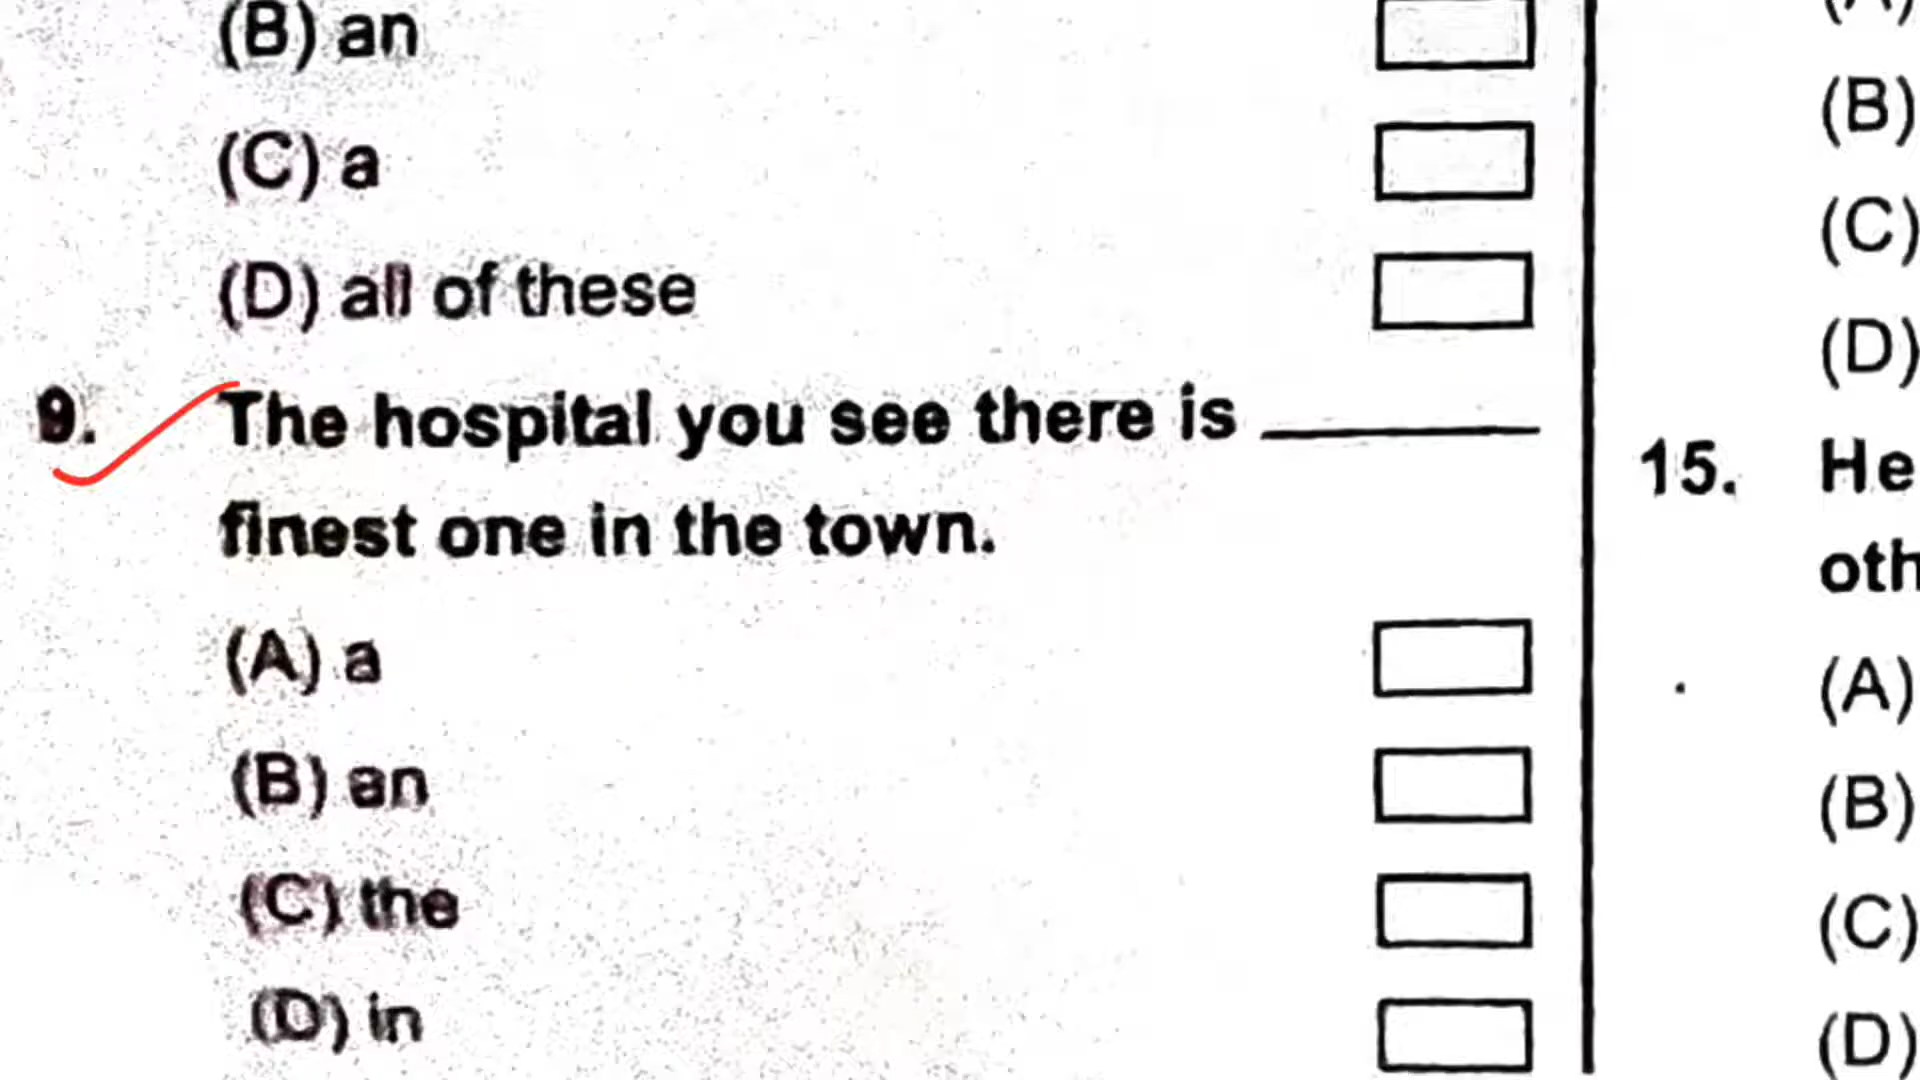 (B) an
(C) a
(D) all of these
9. The hospital you see there is ________
finest one in the town.
(A) a
(B) an
(C) the
(D) in
(B)
(C)
(D)
15. He
oth
(A)
(B)
(C)
(D)